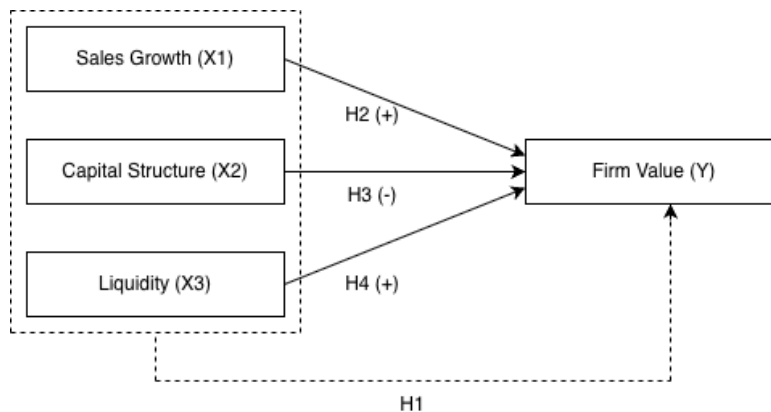 Sales Growth (X1)
H2 (+)
Capital Structure (X2)
Firm Value (Y)
H3 (-)
Liquidity (X3)
H4 (+)
H1